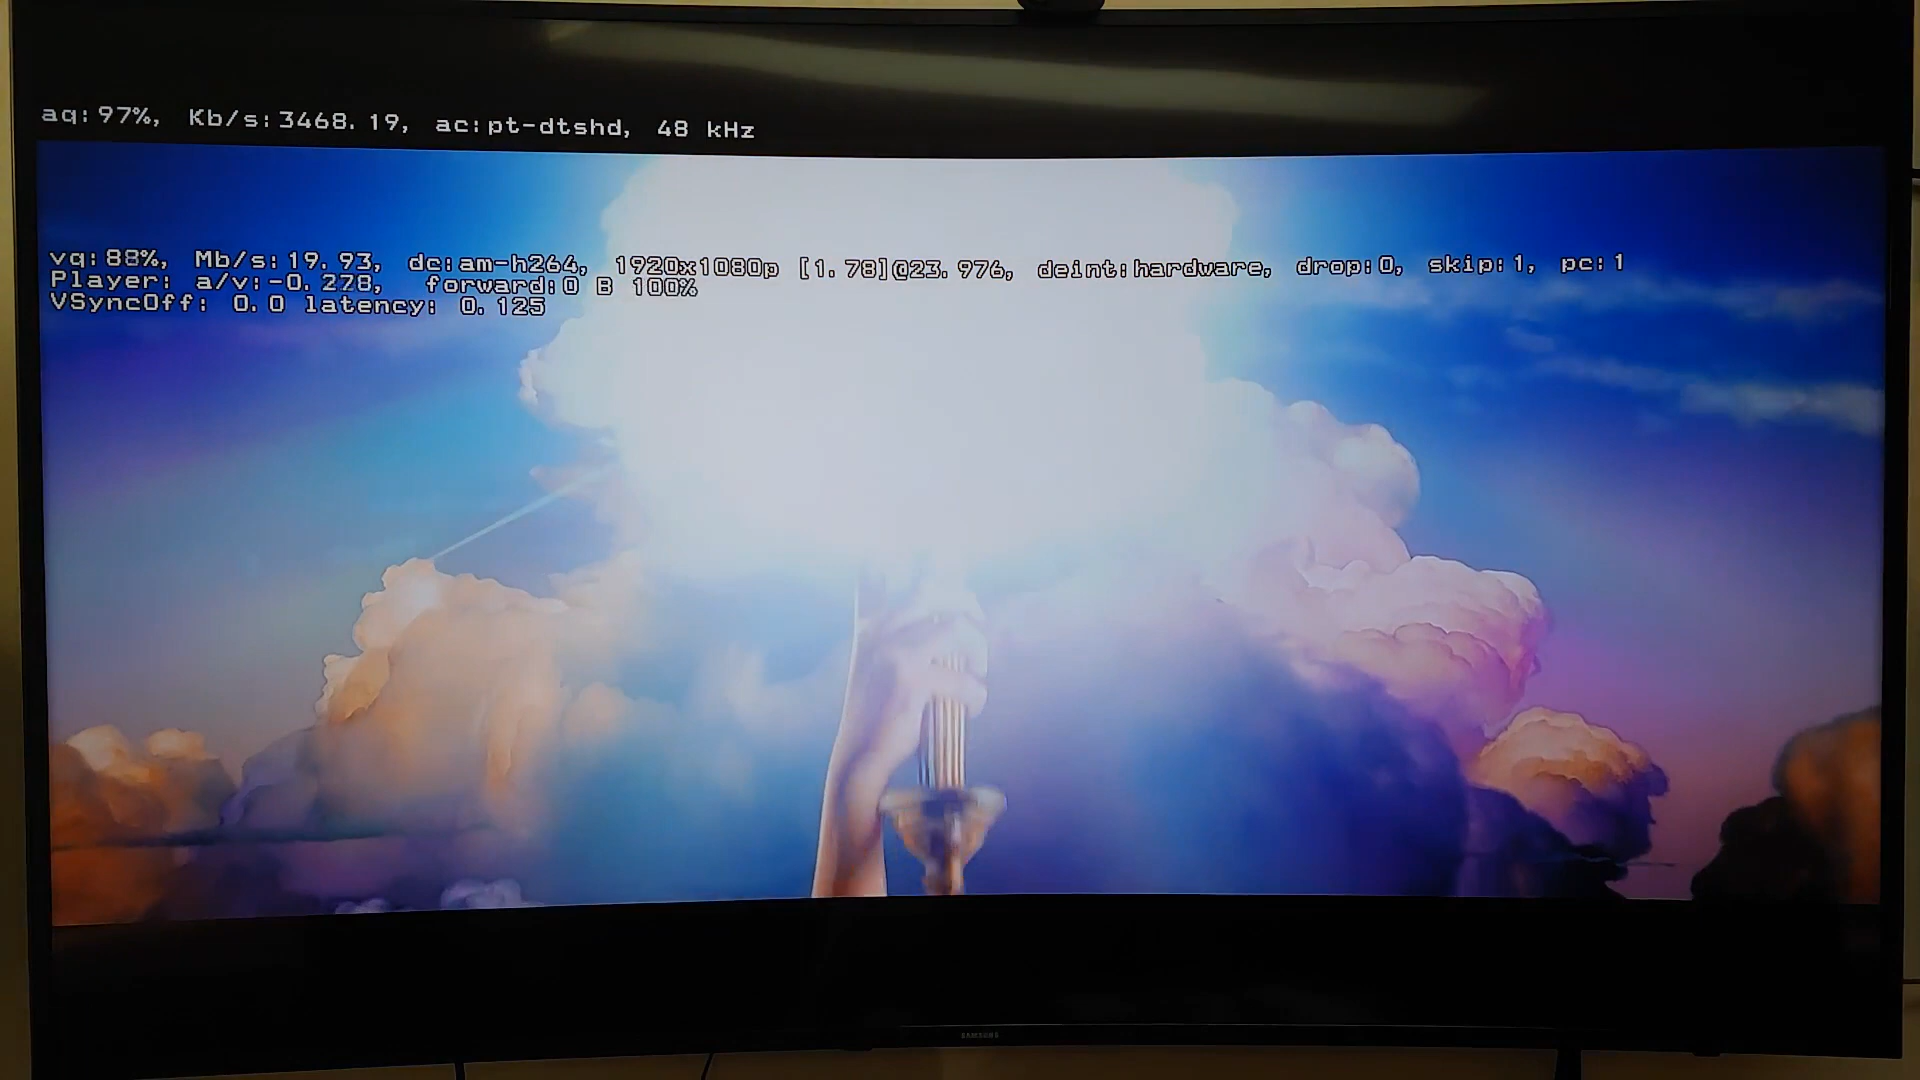 aq:97%, Kb/s:3468.19, ac:pt-dtshd, 48 kHz
vq:88%, Mb/s:19.93, dc:am-h264, 1920x1080p [1.78]@23.976, deint:hardware, drop:0, skip:1, pc:1
Player: a/v:-0.278, forward:0 B 100%
VSyncOff: 0.0 latency: 0.125
SAMSUNG